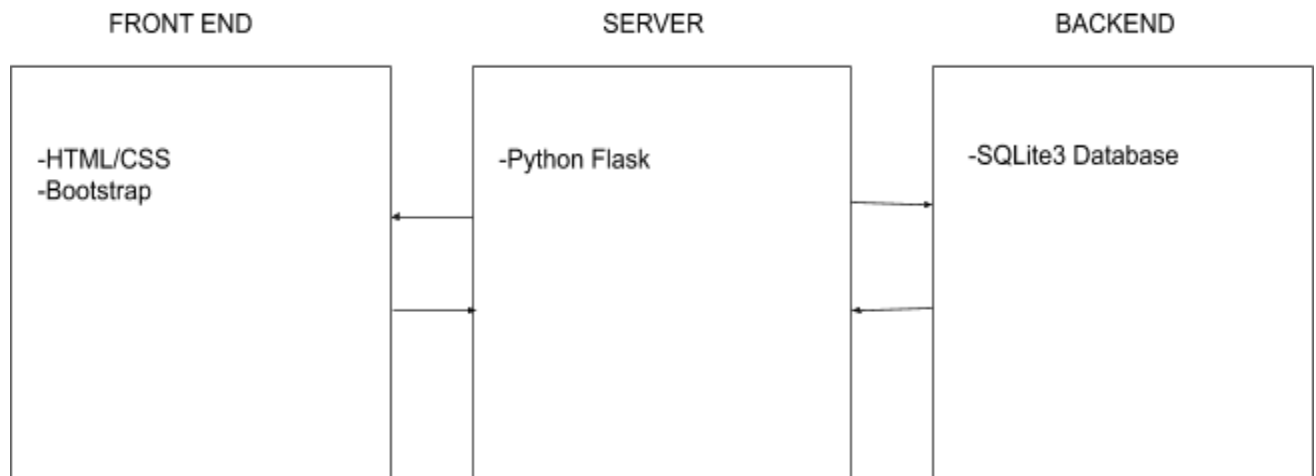 FRONT END
SERVER
BACKEND
-HTML/CSS
-Bootstrap
-Python Flask
-SQLite3 Database